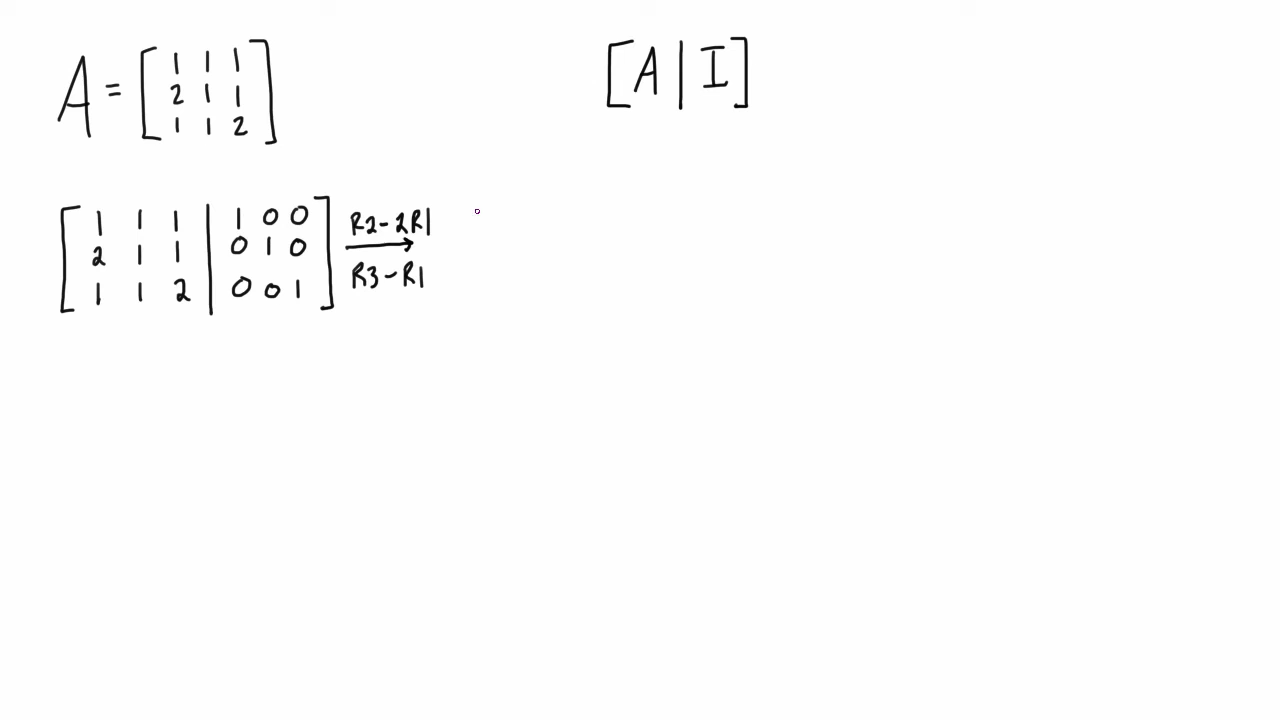 A = [ 1 1 1
2 1 1
1 1 2 ]
[A | I]
[ 1 1 1 | 1 0 0
2 1 1 | 0 1 0
1 1 2 | 0 0 1 ]
R2-2R1
→
R3-R1